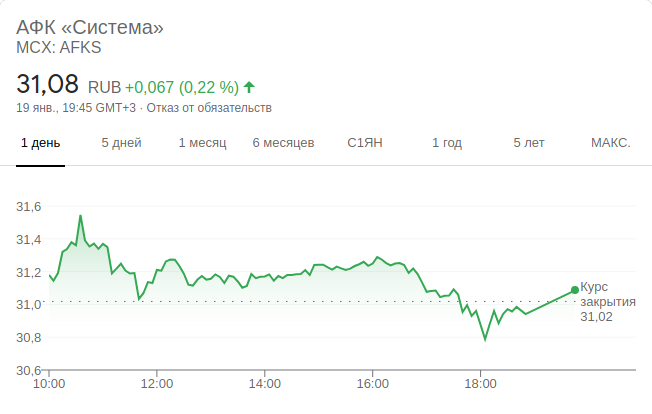 АФК «Система»
MCX: AFKS
31,08 RUB +0,067 (0,22 %)
19 янв., 19:45 GMT+3 · Отказ от обязательств
1 день 5 дней 1 месяц 6 месяцев С1ЯН 1 год 5 лет МАКС.
31,6
31,4
31,2
31,0
30,8
30,6
Курс
закрытия
31,02
10:00 12:00 14:00 16:00 18:00